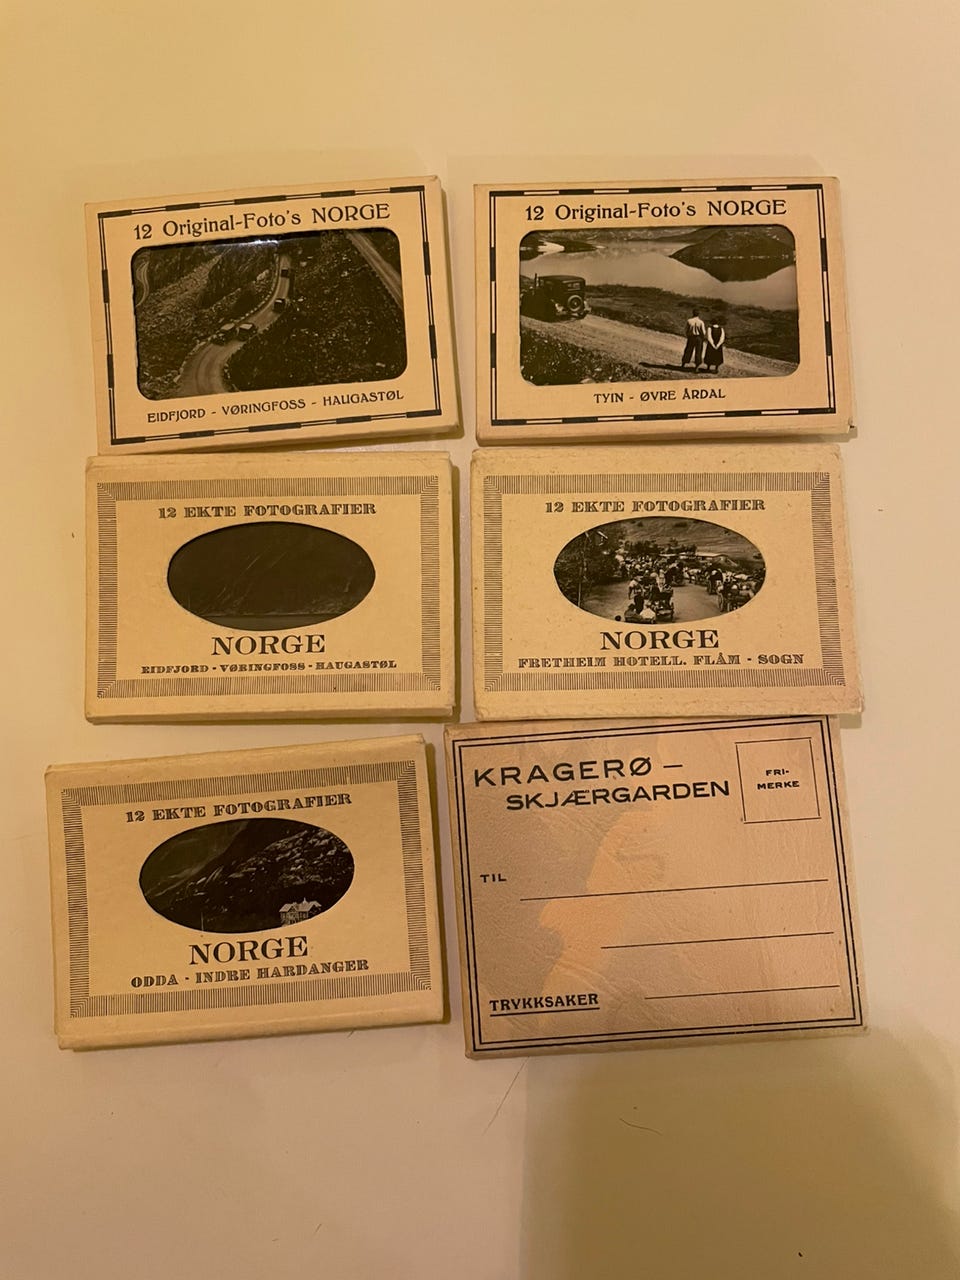 12 Original-Foto's NORGE
EIDFJORD - VØRINGFOSS - HAUGASTØL
12 Original-Foto's NORGE
TYIN - ØVRE ÅRDAL
12 EKTE FOTOGRAFIER
NORGE
EIDFJORD - VØRINGFOSS - HAUGASTØL
12 EKTE FOTOGRAFIER
NORGE
FRETHEIM HOTELL. FLÅM - SOGN
12 EKTE FOTOGRAFIER
NORGE
ODDA - INDRE HARDANGER
KRAGERØ –
SKJÆRGARDEN
FRI-
MERKE
TIL
TRYKKSAKER